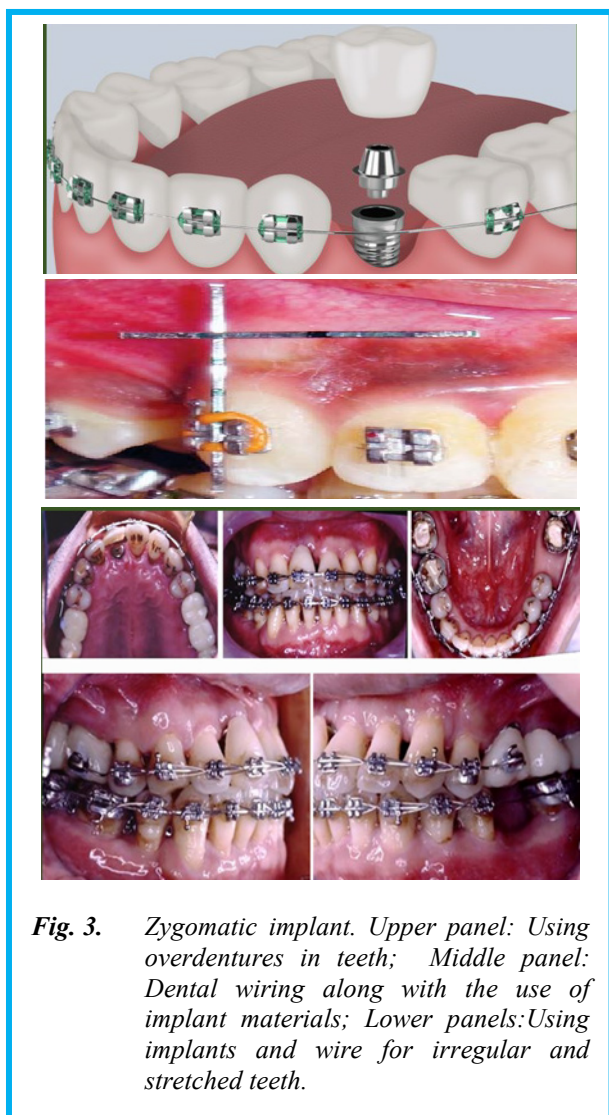 Fig. 3. Zygomatic implant. Upper panel: Using
overdentures in teeth; Middle panel:
Dental wiring along with the use of
implant materials; Lower panels:Using
implants and wire for irregular and
stretched teeth.